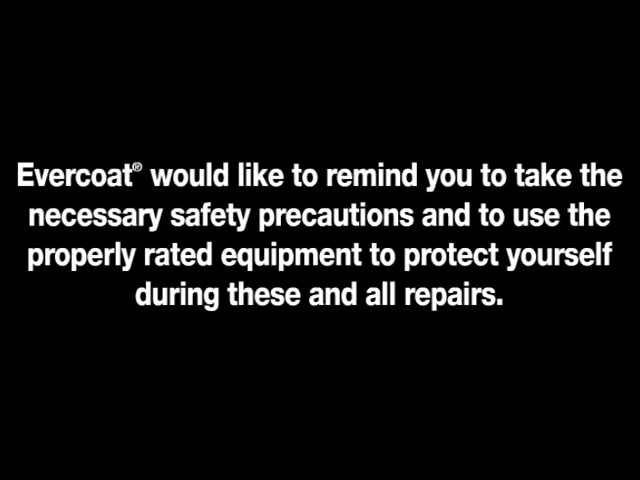 Evercoat® would like to remind you to take the
necessary safety precautions and to use the
properly rated equipment to protect yourself
during these and all repairs.